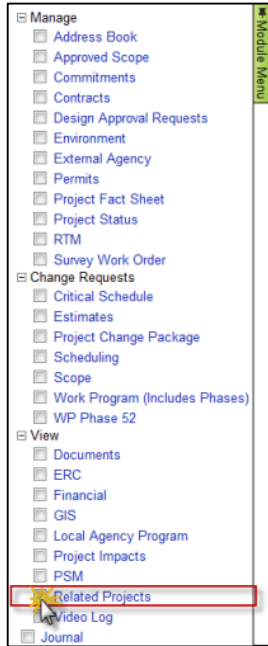 Manage
Module Menu
Address Book
Approved Scope
Commitments
Contracts
Design Approval Requests
Environment
External Agency
Permits
Project Fact Sheet
Project Status
RTM
Survey Work Order
Change Requests
Critical Schedule
Estimates
Project Change Package
Scheduling
Scope
Work Program (Includes Phases)
WP Phase 52
View
Documents
ERC
Financial
GIS
Local Agency Program
Project Impacts
PSM
Related Projects
Video Log
Journal